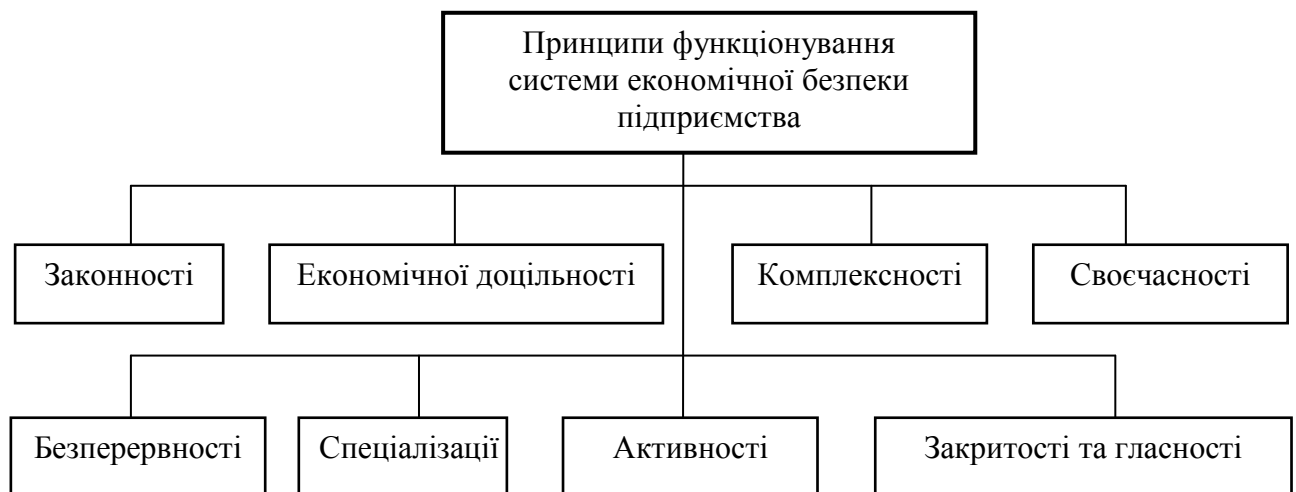 Принципи функціонування
системи економічної безпеки
підприємства
Законності
Економічної доцільності
Комплексності
Своєчасності
Безперервності
Спеціалізації
Активності
Закритості та гласності